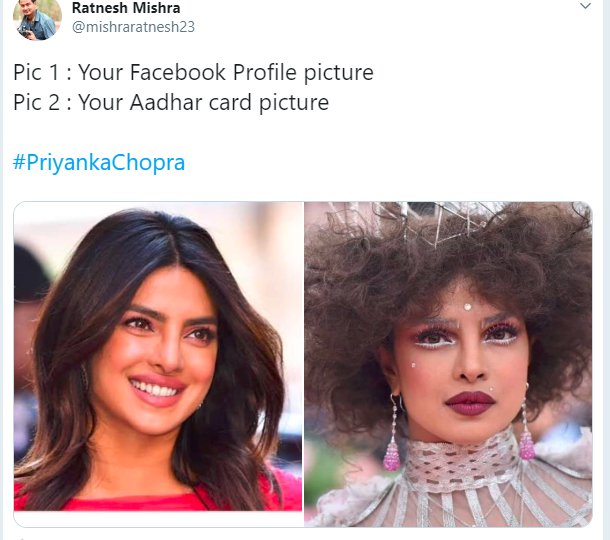 Ratnesh Mishra
@mishraratnesh23
Pic 1 : Your Facebook Profile picture
Pic 2 : Your Aadhar card picture
#PriyankaChopra